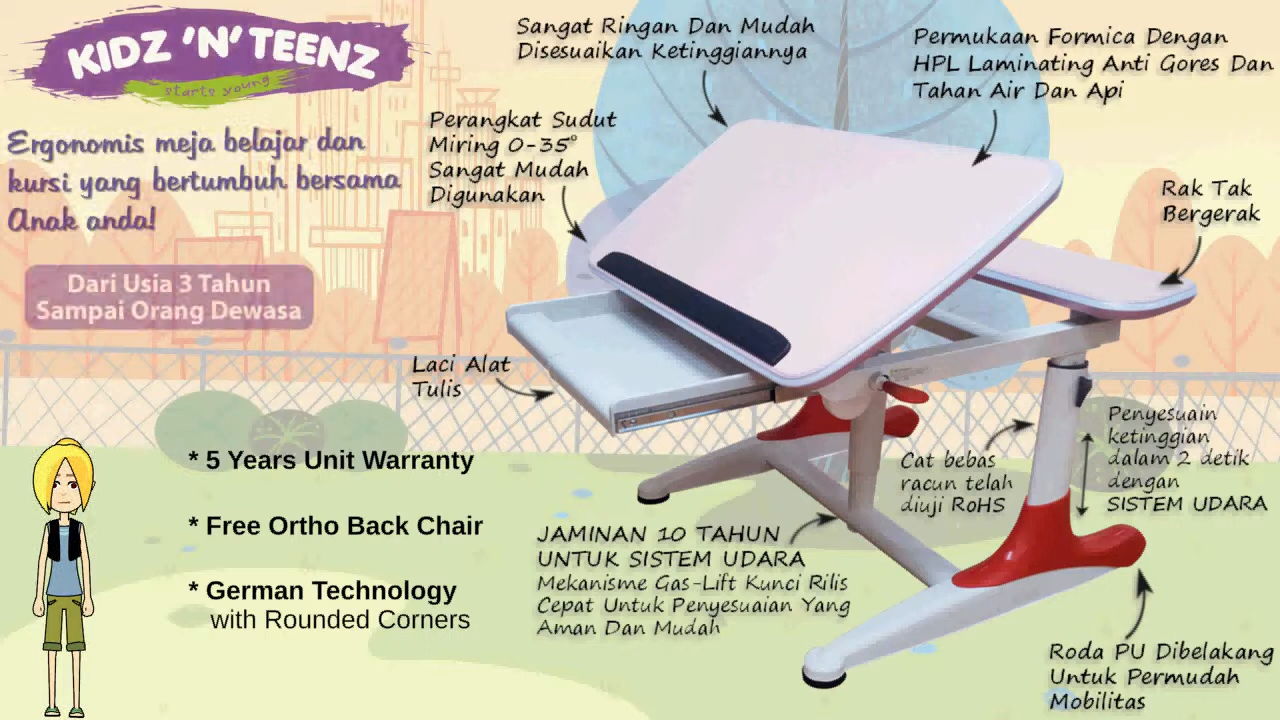 KIDZ 'N' TEENZ
starts young
Ergonomis meja belajar dan
kursi yang bertumbuh bersama
Anak anda!
Dari Usia 3 Tahun
Sampai Orang Dewasa
Sangat Ringan Dan Mudah
Disesuaikan Ketinggiannya
Permukaan Formica Dengan
HPL Laminating Anti Gores Dan
Tahan Air Dan Api
Perangkat Sudut
Miring 0-35°
Sangat Mudah
Digunakan
Rak Tak
Bergerak
Laci Alat
Tulis
* 5 Years Unit Warranty
* Free Ortho Back Chair
* German Technology
with Rounded Corners
Cat bebas
racun telah
diuji RoHS
Penyesuain
ketinggian
dalam 2 detik
dengan
SISTEM UDARA
JAMINAN 10 TAHUN
UNTUK SISTEM UDARA
Mekanisme Gas-Lift Kunci Rilis
Cepat Untuk Penyesuaian Yang
Aman Dan Mudah
Roda PU Dibelakang
Untuk Permudah
Mobilitas